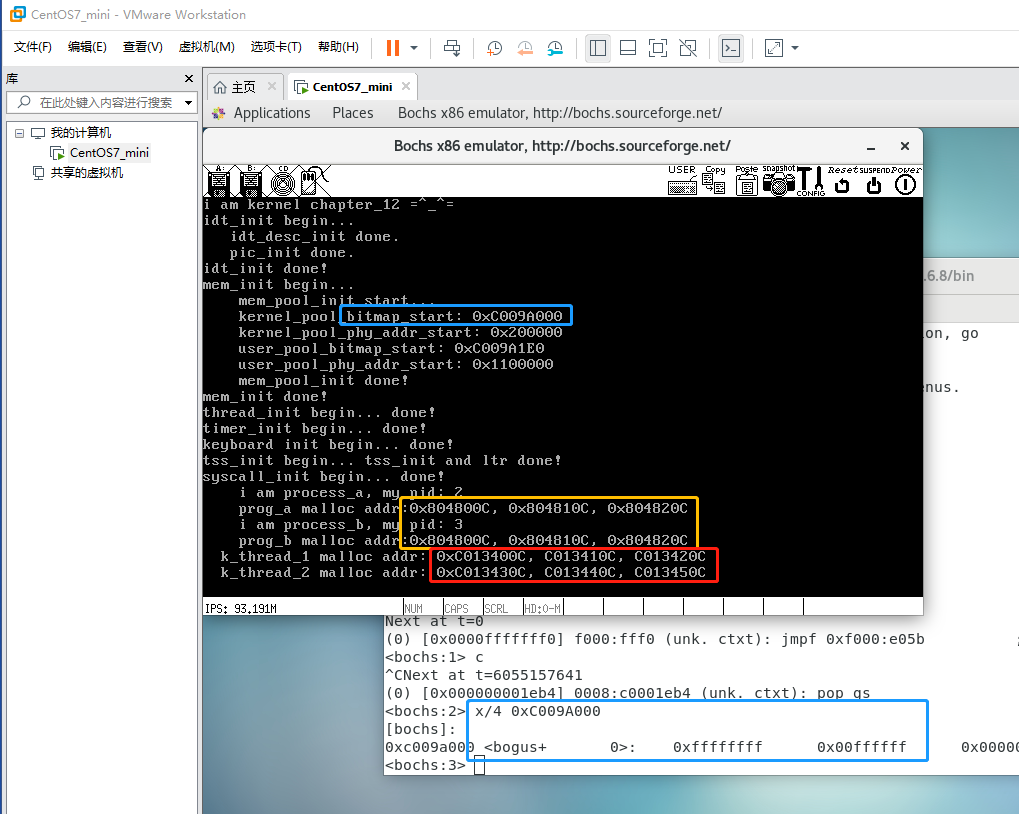 CentOS7_mini - VMware Workstation
文件(F) 编辑(E) 查看(V) 虚拟机(M) 选项卡(T) 帮助(H)
库
在此处键入内容进行搜索
我的计算机
CentOS7_mini
共享的虚拟机
主页 CentOS7_mini
Applications Places Bochs x86 emulator, http://bochs.sourceforge.net/
Bochs x86 emulator, http://bochs.sourceforge.net/
A: B: CD USER Copy Paste snapshot CONFIG Reset SUSPEND Power
i am kernel chapter_12 =^_^=
idt_init begin...
idt_desc_init done.
pic_init done.
idt_init done!
mem_init begin...
mem_pool_init start...
kernel_pool_bitmap_start: 0xC009A000
kernel_pool_phy_addr_start: 0x200000
user_pool_bitmap_start: 0xC009A1E0
user_pool_phy_addr_start: 0x1100000
mem_pool_init done!
mem_init done!
thread_init begin... done!
timer_init begin... done!
keyboard init begin... done!
tss_init begin... tss_init and ltr done!
syscall_init begin... done!
i am process_a, my pid: 2
prog_a malloc addr:0x804800C, 0x804810C, 0x804820C
i am process_b, my pid: 3
prog_b malloc addr:0x804800C, 0x804810C, 0x804820C
k_thread_1 malloc addr: 0xC013400C, C013410C, C013420C
k_thread_2 malloc addr: 0xC013430C, C013440C, C013450C
IPS: 93.191M NUM CAPS SCRL HD:0-M
.6.8/bin
on, go
nus.
Next at t=0
(0) [0x0000fffffff0] f000:fff0 (unk. ctxt): jmpf 0xf000:e05b ;
<bochs:1> c
^CNext at t=6055157641
(0) [0x000000001eb4] 0008:c0001eb4 (unk. ctxt): pop gs
<bochs:2> x/4 0xC009A000
[bochs]:
0xc009a000 <bogus+ 0>: 0xffffffff 0x00ffffff 0x0000
<bochs:3>